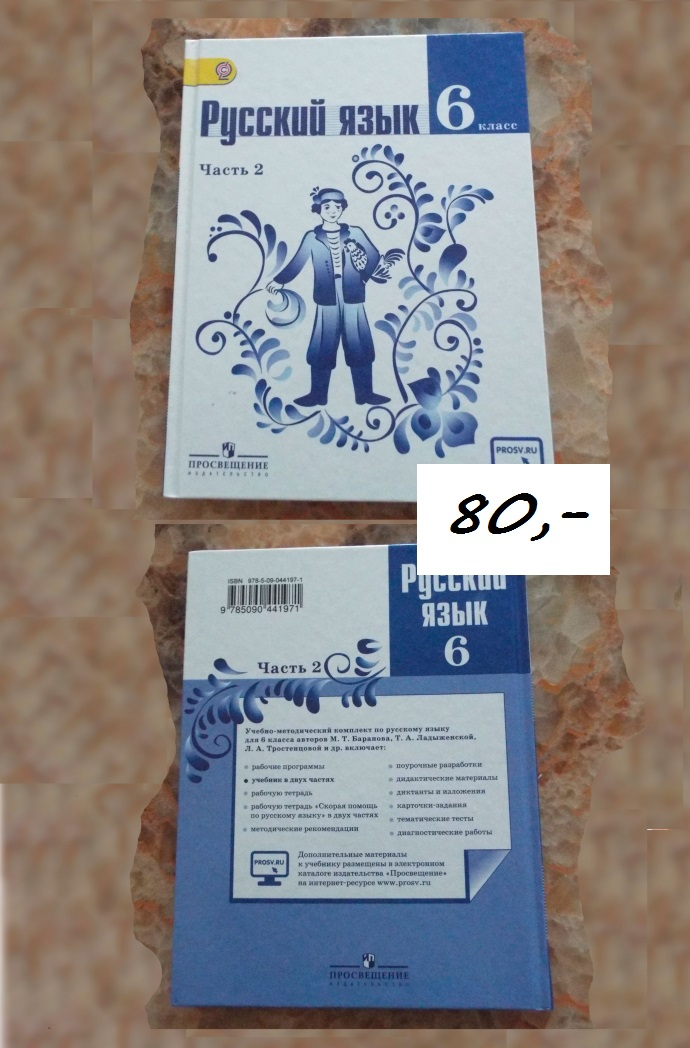 Русский язык 6
класс
Часть 2
ПРОСВЕЩЕНИЕ
ИЗДАТЕЛЬСТВО
PROSV.RU
80,-
ISBN 978-5-09-044197-1
9 785090 441971
Русский
язык
6
Часть 2
Учебно-методический комплект по русскому языку
для 6 класса авторов М. Т. Баранова, Т. А. Ладыженской,
Л. А. Тростенцовой и др. включает:
рабочие программы
учебник в двух частях
рабочую тетрадь
рабочую тетрадь «Скорая помощь
по русскому языку» в двух частях
методические рекомендации
поурочные разработки
дидактические материалы
диктанты и изложения
карточки-задания
тематические тесты
диагностические работы
PROSV.RU
Дополнительные материалы
к учебнику размещены в электронном
каталоге издательства «Просвещение»
на интернет-ресурсе www.prosv.ru
ПРОСВЕЩЕНИЕ
ИЗДАТЕЛЬСТВО